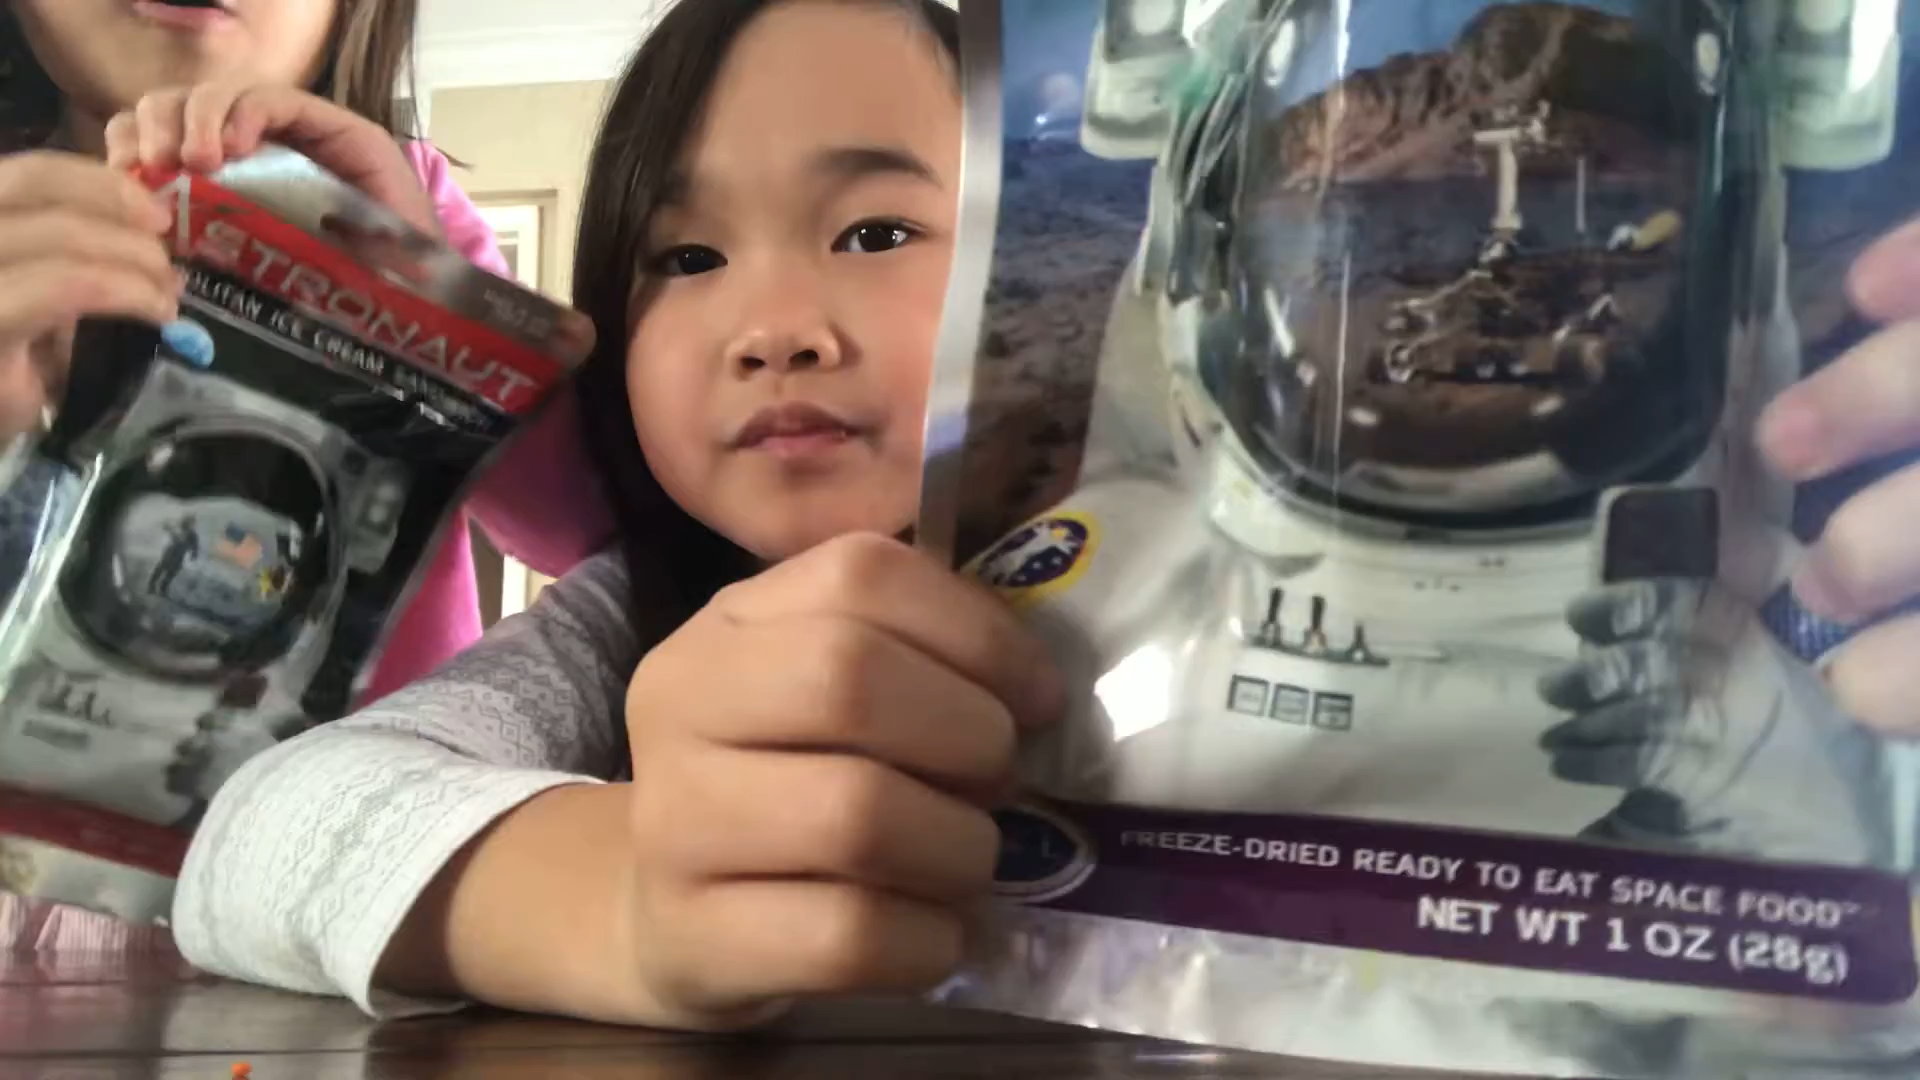 ASTRONAUT
ICE CREAM
FREEZE-DRIED READY TO EAT SPACE FOOD
NET WT 1 OZ (28g)